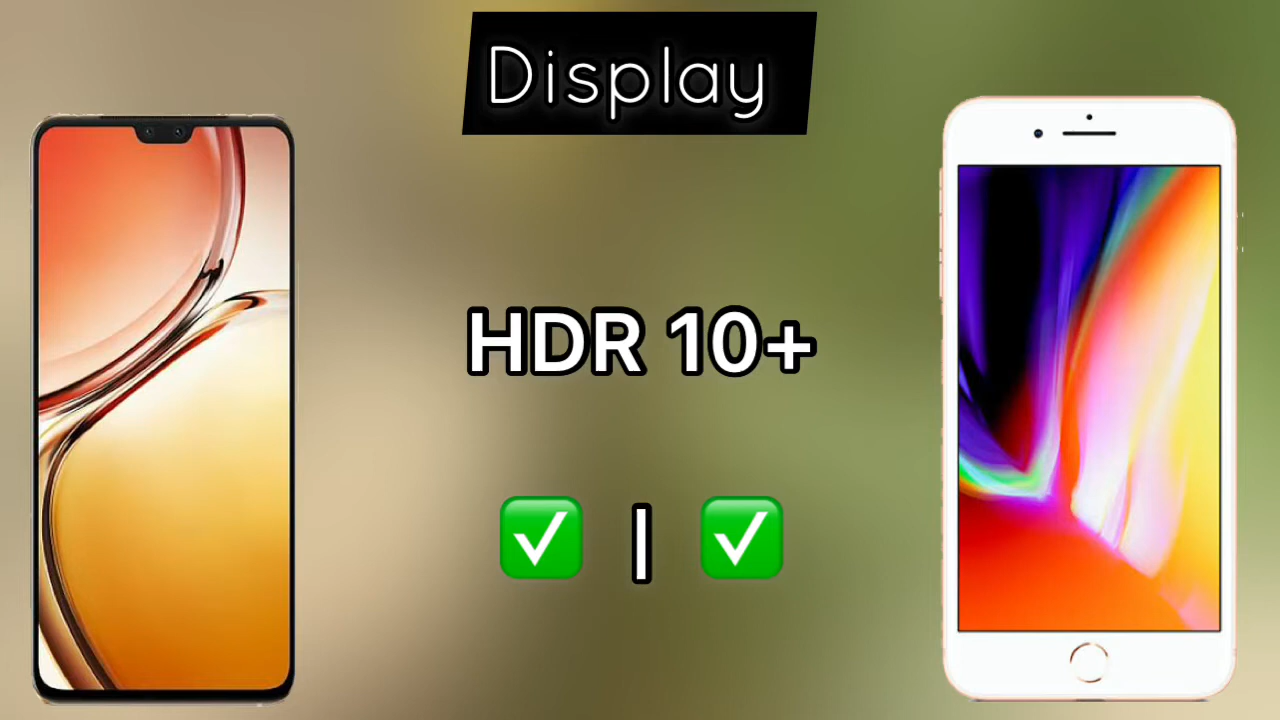 Display
HDR 10+
✅ | ✅